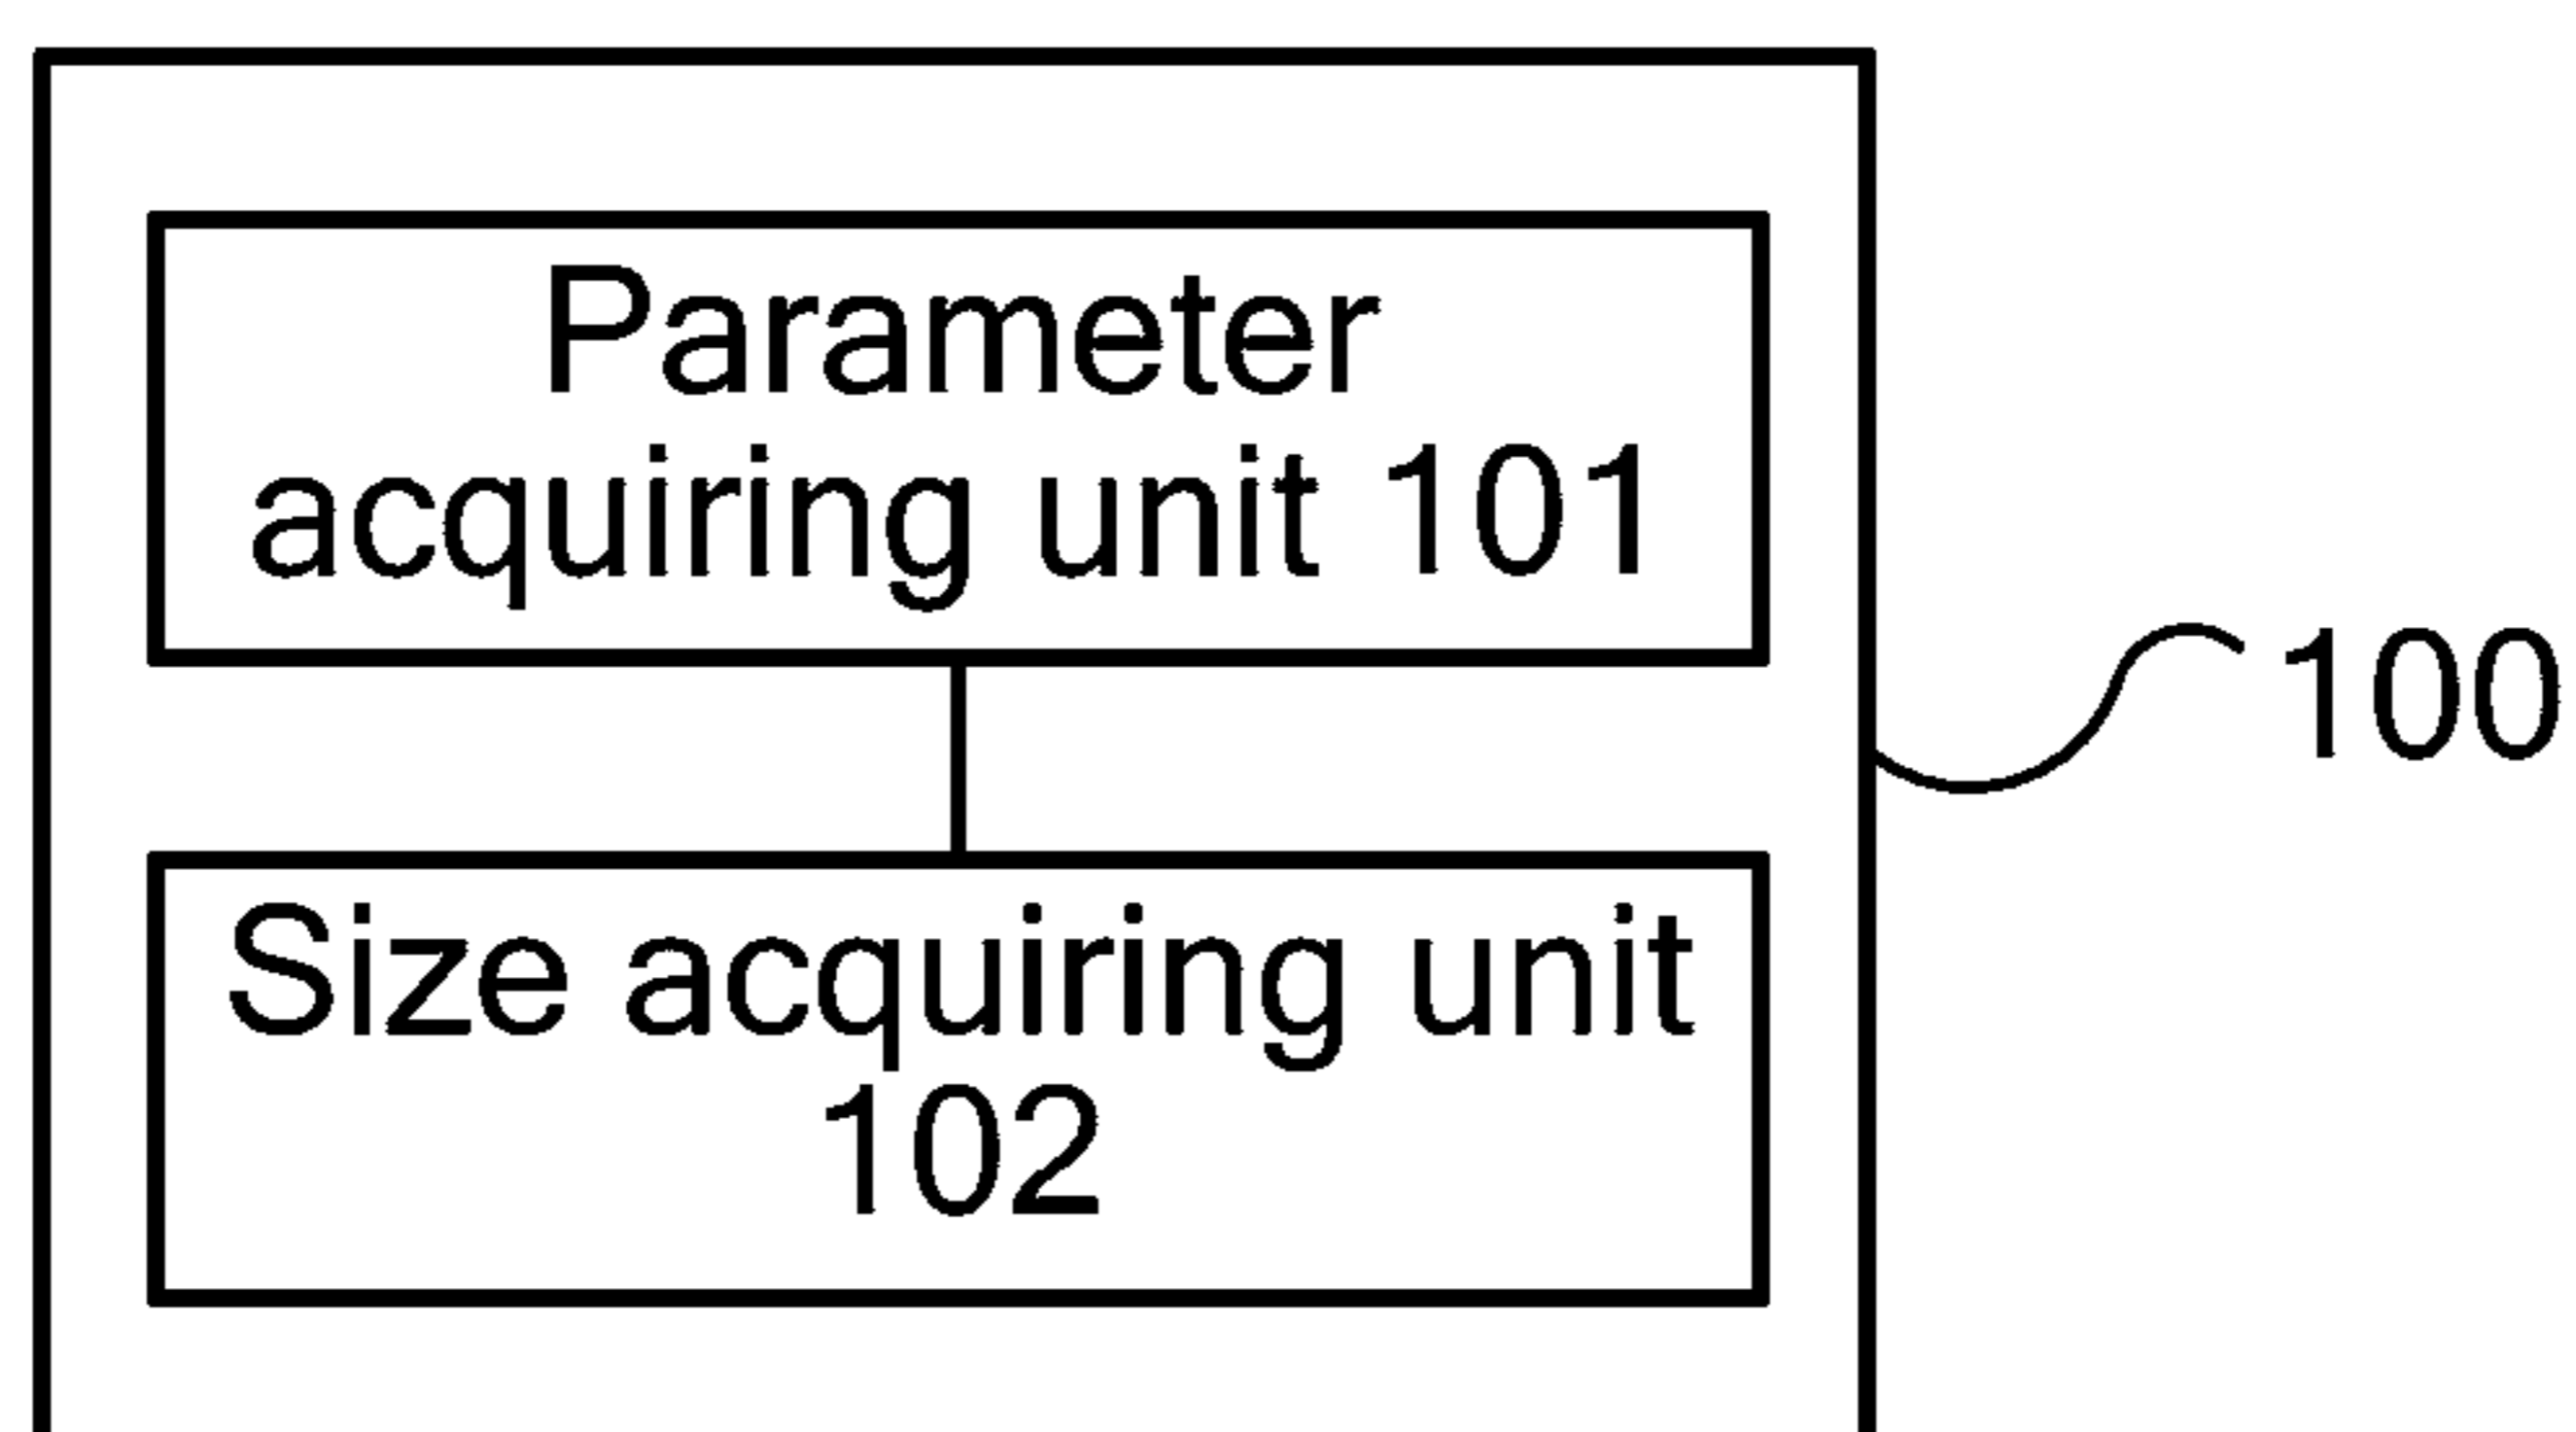 Parameter
acquiring unit 101
100
Size acquiring unit
102